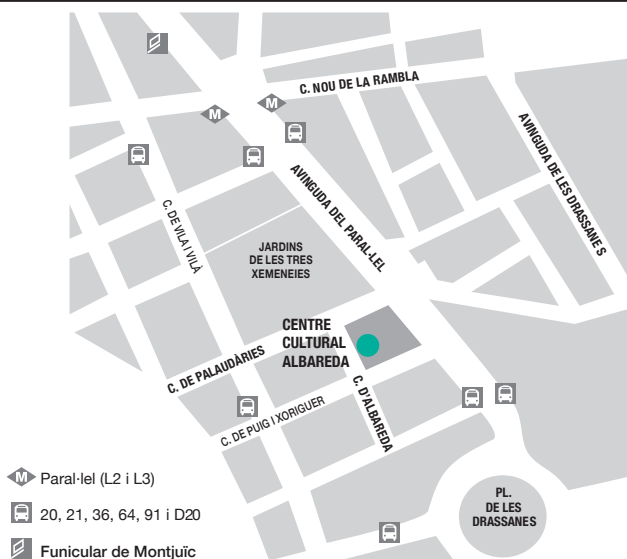 C. NOU DE LA RAMBLA
M
M
AVINGUDA DE LES DRASSANE S
AVINGUDA DEL PARAL·LEL
C. DE VILA I VILÀ
JARDINS
DE LES TRES
XEMENEIES
CENTRE
CULTURAL
ALBAREDA
C. DE PALAUDÀRIES
C. D'ALBAREDA
C. DE PUIG I XORIGUER
M Paral·lel (L2 i L3)
20, 21, 36, 64, 91 i D20
Funicular de Montjuïc
PL.
DE LES
DRASSANES